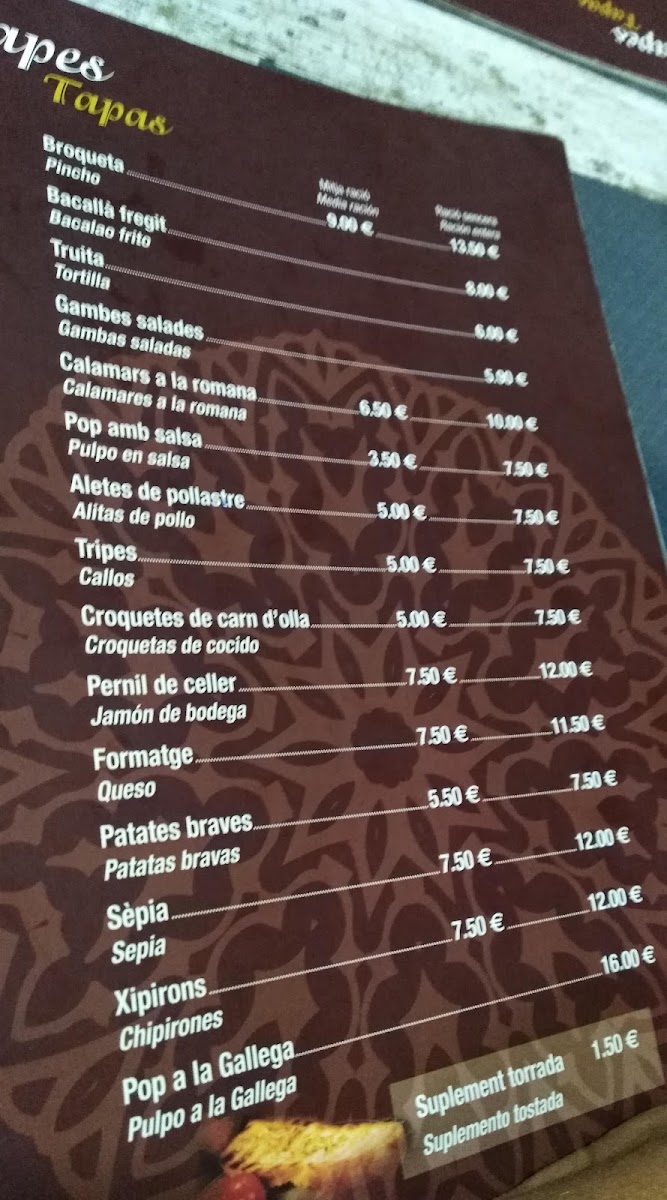 apes
Tapas
Mitja ració
Media ración
Ració sencera
Ración entera
Broqueta 9.00 € 13.50 €
Pincho
Bacallà fregit 8.00 €
Bacalao frito
Truita 6.00 €
Tortilla
Gambes salades 5.90 €
Gambas saladas
Calamars a la romana 6.50 € 10.00 €
Calamares a la romana
Pop amb salsa 3.50 € 7.50 €
Pulpo en salsa
Aletes de pollastre 5.00 € 7.50 €
Alitas de pollo
Tripes 5.00 € 7.50 €
Callos
Croquetes de carn d'olla 5.00 € 7.50 €
Croquetas de cocido
Pernil de celler 7.50 € 12.00 €
Jamón de bodega
Formatge 7.50 € 11.50 €
Queso
Patates braves 5.50 € 7.50 €
Patatas bravas
Sèpia 7.50 € 12.00 €
Sepia
Xipirons 7.50 € 12.00 €
Chipirones
Pop a la Gallega 16.00 €
Pulpo a la Gallega
Suplement torrada 1.50 €
Suplemento tostada